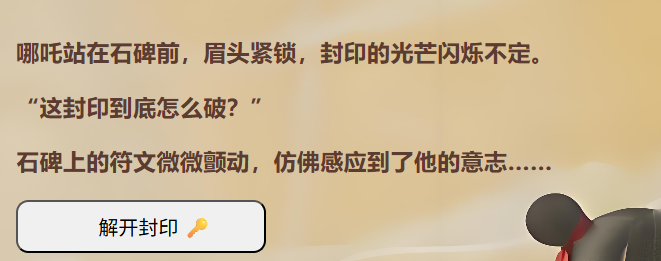 哪吒站在石碑前，眉头紧锁，封印的光芒闪烁不定。
“这封印到底怎么破？”
石碑上的符文微微颤动，仿佛感应到了他的意志……
解开封印 🔑